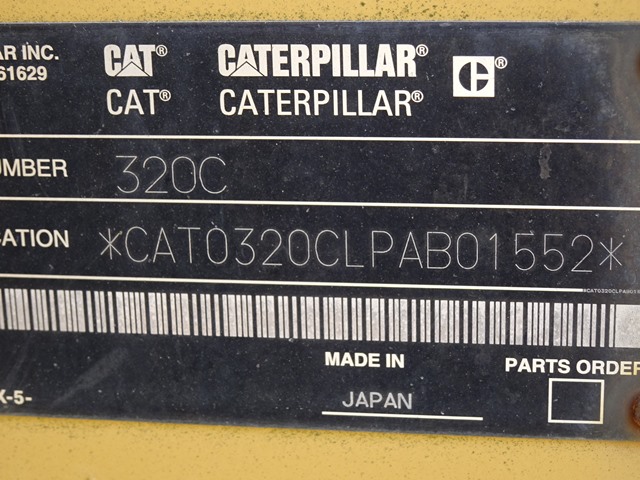 AR INC.
61629
CAT® CATERPILLAR® C®
CAT® CATERPILLAR®
UMBER 320C
CATION *CAT0320CLPAB01552*
MADE IN
JAPAN
PARTS ORDER
X-5-